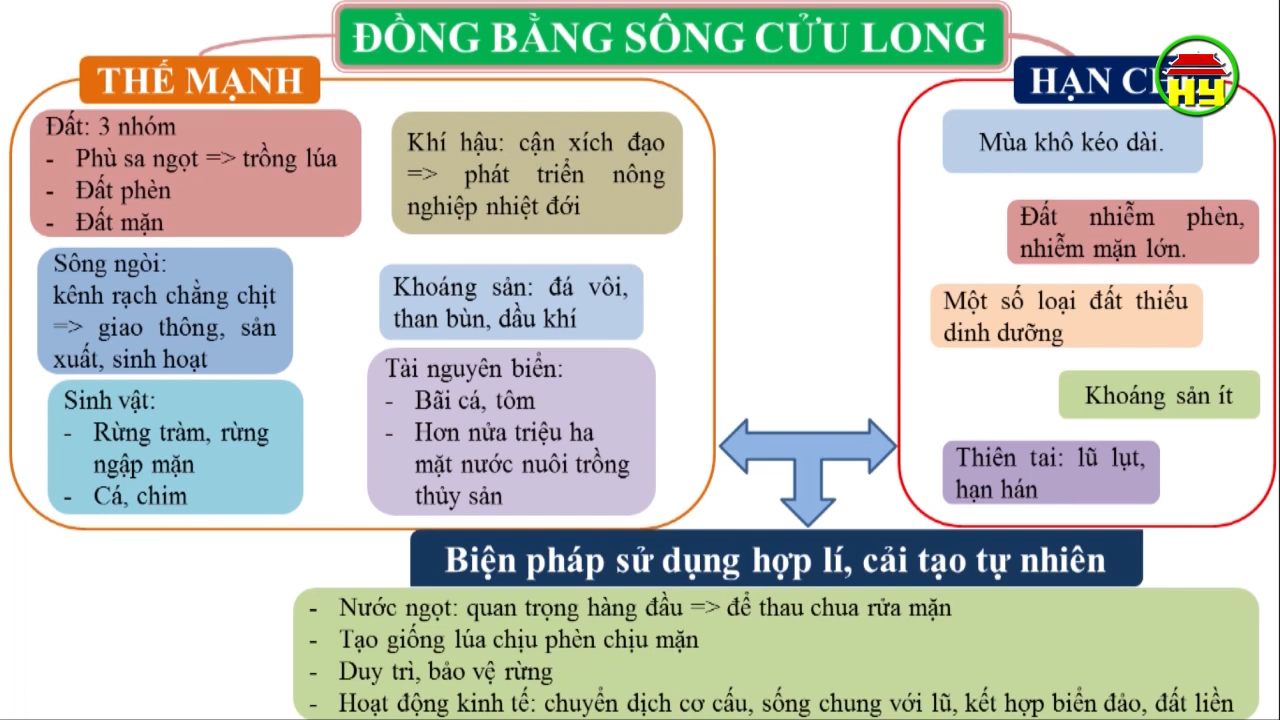 ĐỒNG BẰNG SÔNG CỬU LONG
THẾ MẠNH
Đất: 3 nhóm
- Phù sa ngọt => trồng lúa
- Đất phèn
- Đất mặn
Khí hậu: cận xích đạo
=> phát triển nông
nghiệp nhiệt đới
Sông ngòi:
kênh rạch chằng chịt
=> giao thông, sản
xuất, sinh hoạt
Khoáng sản: đá vôi,
than bùn, dầu khí
Sinh vật:
- Rừng tràm, rừng
ngập mặn
- Cá, chim
Tài nguyên biển:
- Bãi cá, tôm
- Hơn nửa triệu ha
mặt nước nuôi trồng
thủy sản
HẠN
HY
Mùa khô kéo dài.
Đất nhiễm phèn,
nhiễm mặn lớn.
Một số loại đất thiếu
dinh dưỡng
Khoáng sản ít
Thiên tai: lũ lụt,
hạn hán
Biện pháp sử dụng hợp lí, cải tạo tự nhiên
- Nước ngọt: quan trọng hàng đầu => để thau chua rửa mặn
- Tạo giống lúa chịu phèn chịu mặn
- Duy trì, bảo vệ rừng
- Hoạt động kinh tế: chuyển dịch cơ cấu, sống chung với lũ, kết hợp biển đảo, đất liền